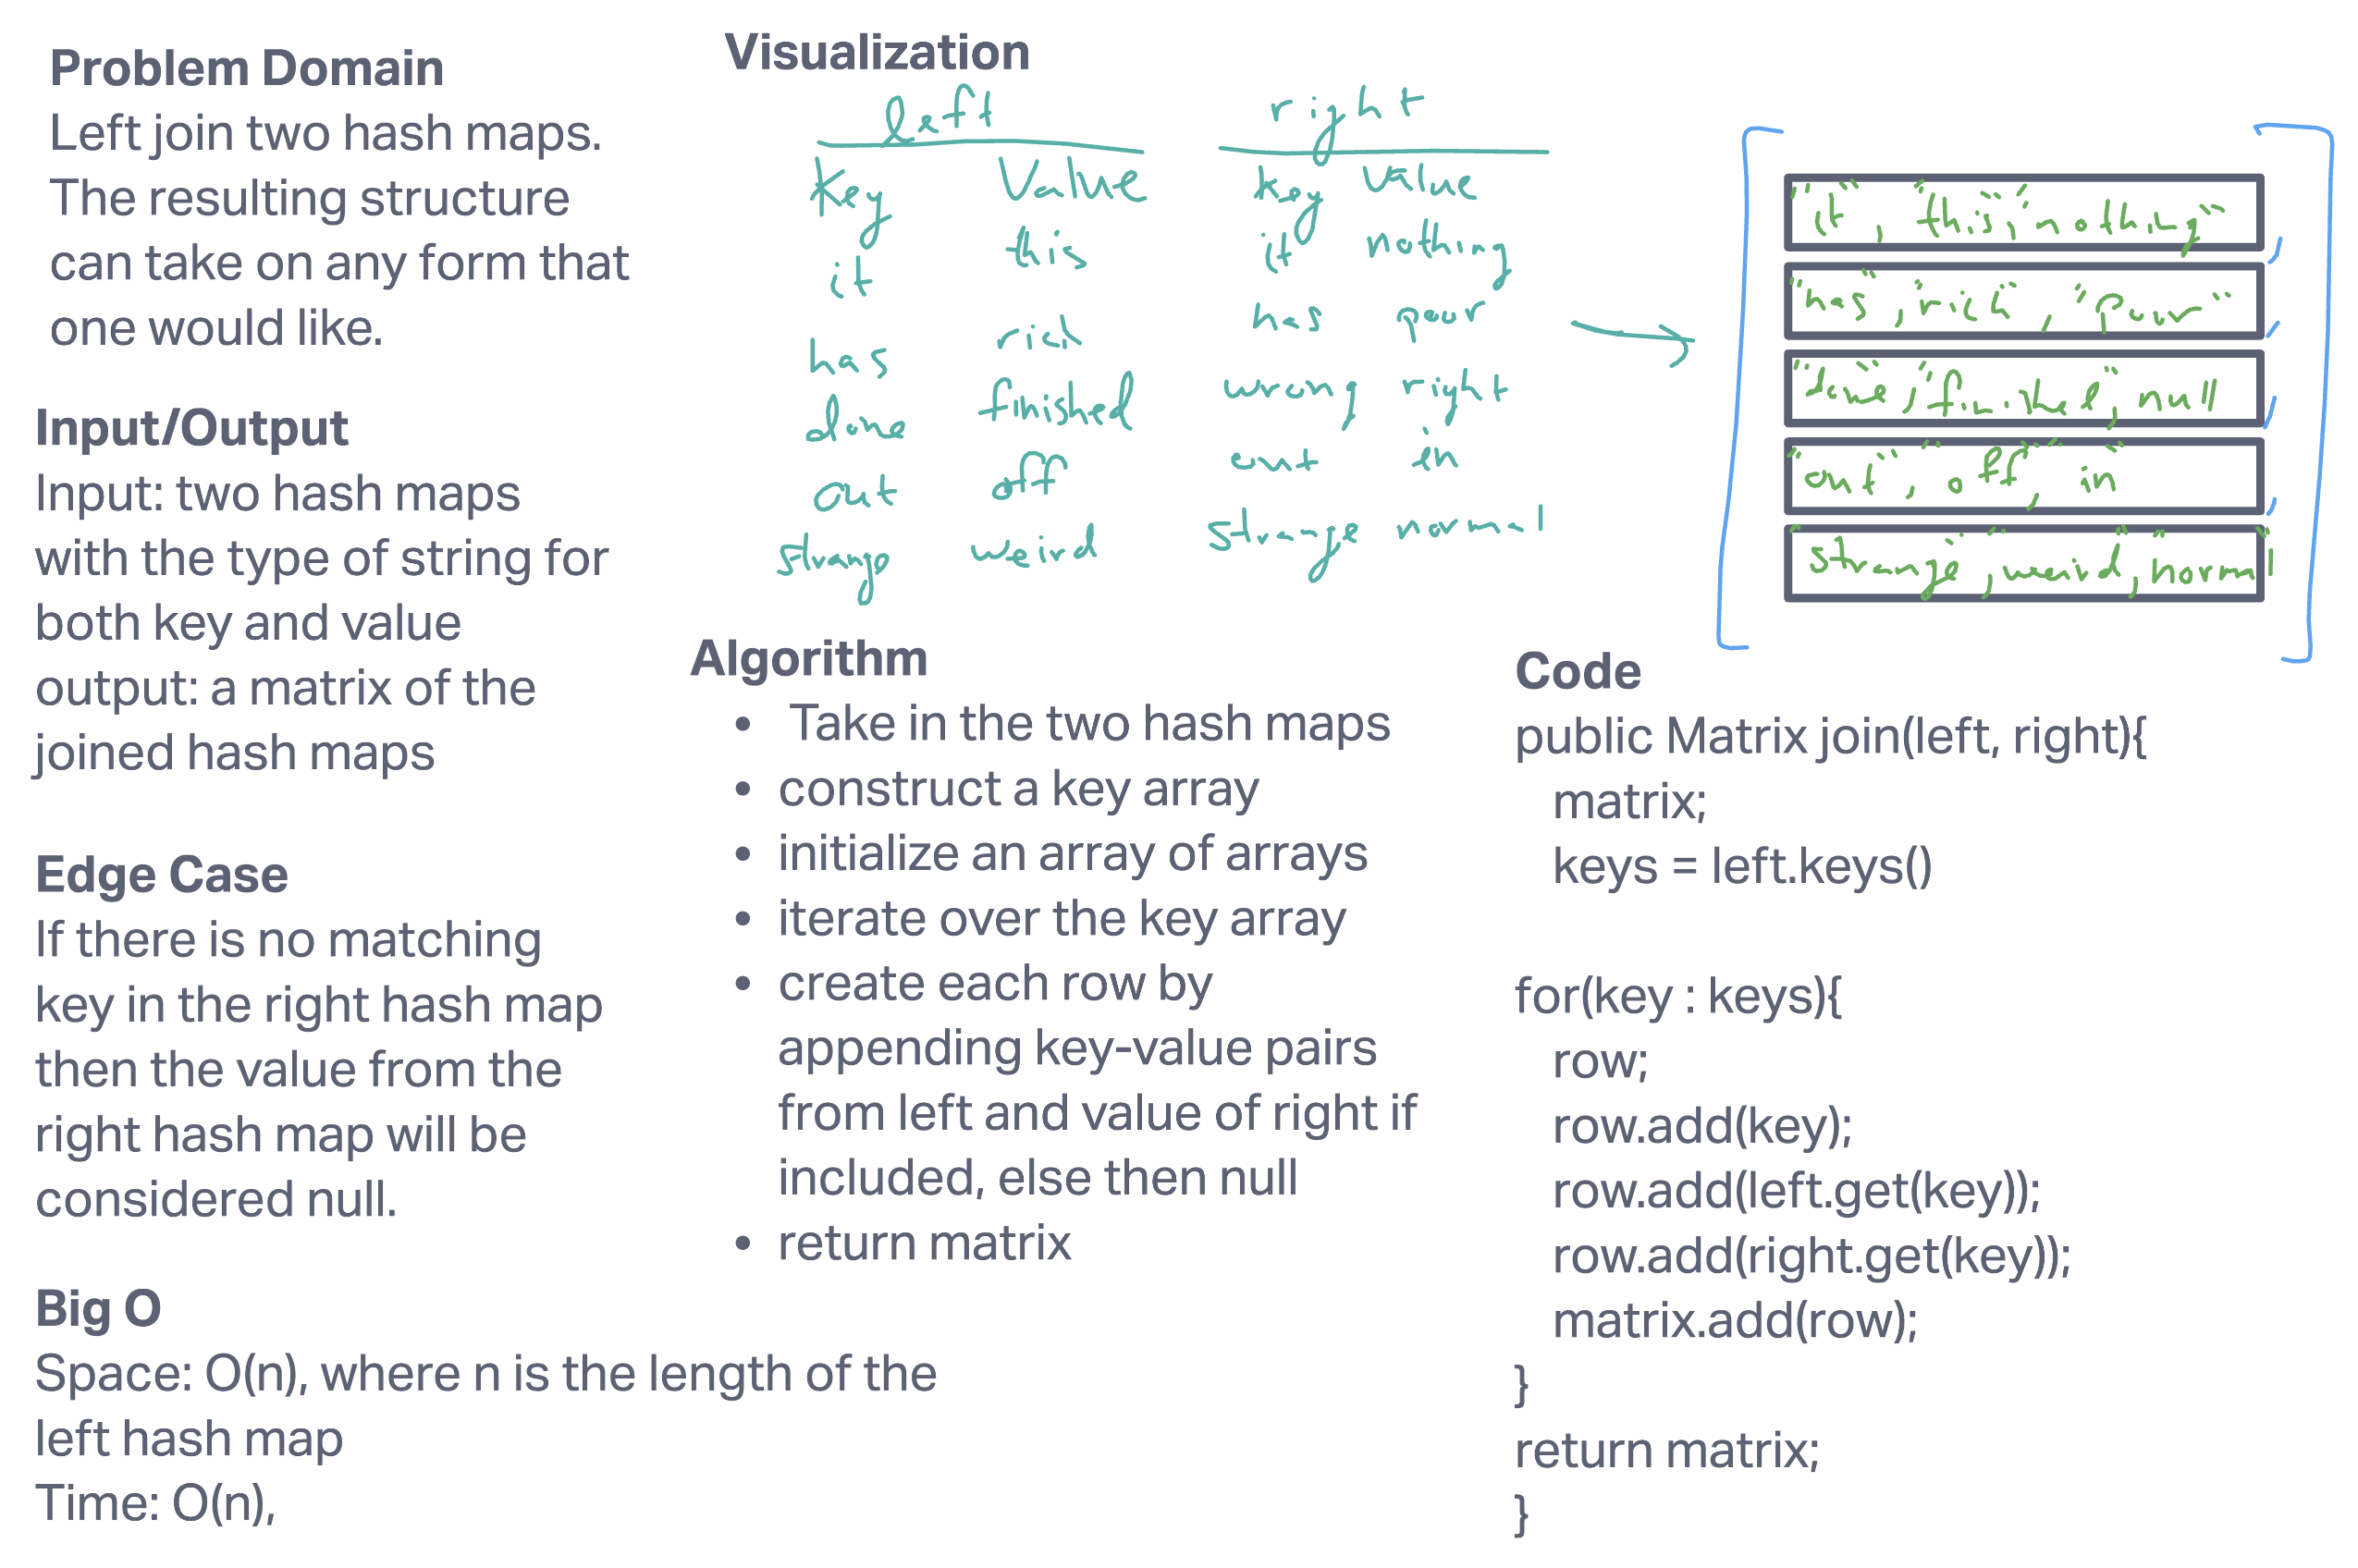 Problem Domain
Left join two hash maps.
The resulting structure
can take on any form that
one would like.
Input/Output
Input: two hash maps
with the type of string for
both key and value
output: a matrix of the
joined hash maps
Edge Case
If there is no matching
key in the right hash map
then the value from the
right hash map will be
considered null.
Big O
Space: O(n), where n is the length of the
left hash map
Time: O(n),
Visualization
left right
Key Value key value
it this it nothing
has rich has poor
done finished wrong right
out off out in
strange weird strange normal
"it", "this", "nothing"
"has", "rich", "poor"
"done", "finished", null
"out", "off", "in"
"strange", "weird", "normal"
Algorithm
• Take in the two hash maps
• construct a key array
• initialize an array of arrays
• iterate over the key array
• create each row by
appending key-value pairs
from left and value of right if
included, else then null
• return matrix
Code
public Matrix join(left, right){
matrix;
keys = left.keys()
for(key : keys){
row;
row.add(key);
row.add(left.get(key));
row.add(right.get(key));
matrix.add(row);
}
return matrix;
}